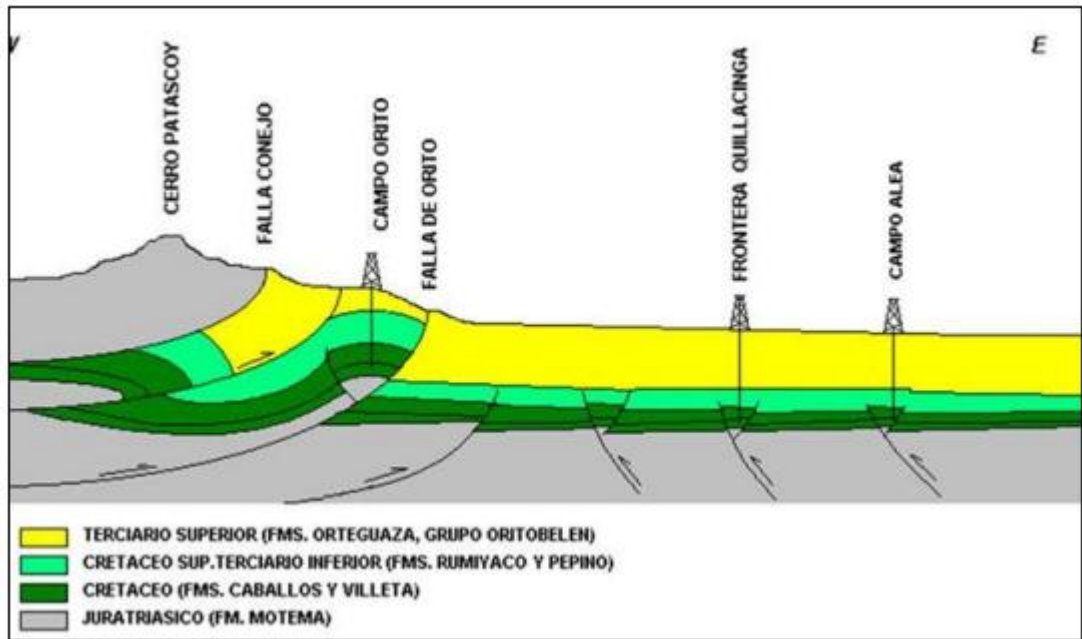 E
CERRO PATASCOY
FALLA CONEJO
CAMPO ORITO
FALLA DE ORITO
FRONTERA QUILLACINGA
CAMPO ALEA
TERCIARIO SUPERIOR (FMS. ORTEGUAZA, GRUPO ORITOBELEN)
CRETACEO SUP.TERCIARIO INFERIOR (FMS. RUMIYACO Y PEPINO)
CRETACEO (FMS. CABALLOS Y VILLETA)
JURATRIASICO (FM. MOTEMA)